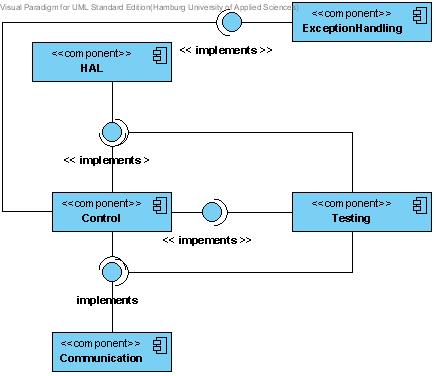 Visual Paradigm for UML Standard Edition(Hamburg University of Applied Sciences)
<<component>>
ExceptionHandling
<< implements >>
<<component>>
HAL
<< implements >
<<component>>
Control
<< impements >>
<<component>>
Testing
implements
<<component>>
Communication